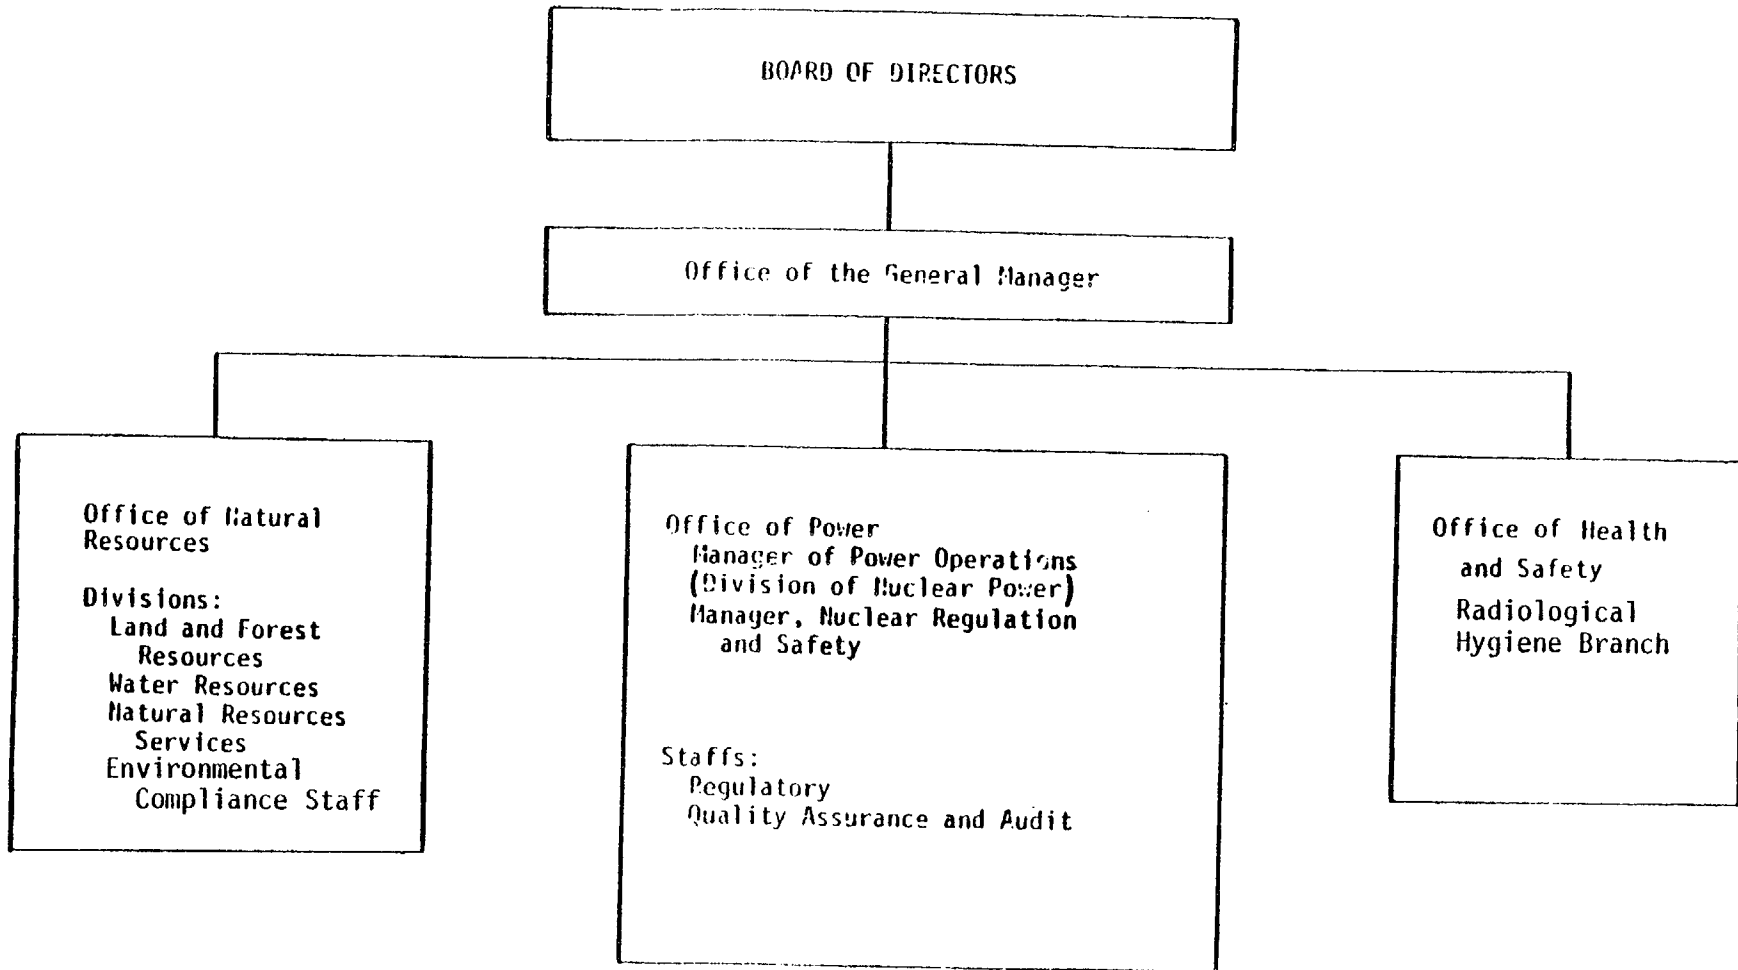 BOARD OF DIRECTORS
Office of the General Manager
Office of Natural
Resources
Divisions:
Land and Forest
Resources
Water Resources
Natural Resources
Services
Environmental
Compliance Staff
Office of Power
Manager of Power Operations
(Division of Nuclear Power)
Manager, Nuclear Regulation
and Safety
Staffs:
Regulatory
Quality Assurance and Audit
Office of Health
and Safety
Radiological
Hygiene Branch